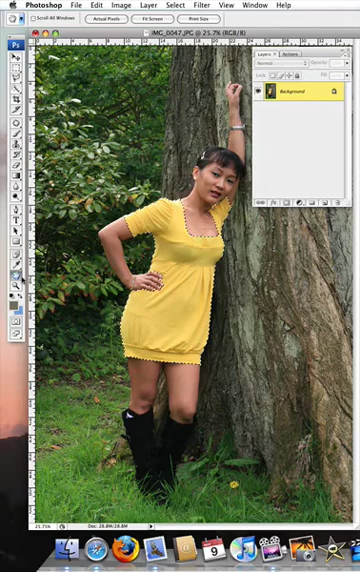 Photoshop File Edit Image Layer Select Filter View Window Help
Scroll All Windows Actual Pixels Fit Screen Print Size
IMG_0047.JPG @ 25.7% (RGB/8)
Layers Actions
Normal Opacity:
Lock: Fill:
Background
Ps
25.75% Doc: 28.8M/28.8M
9